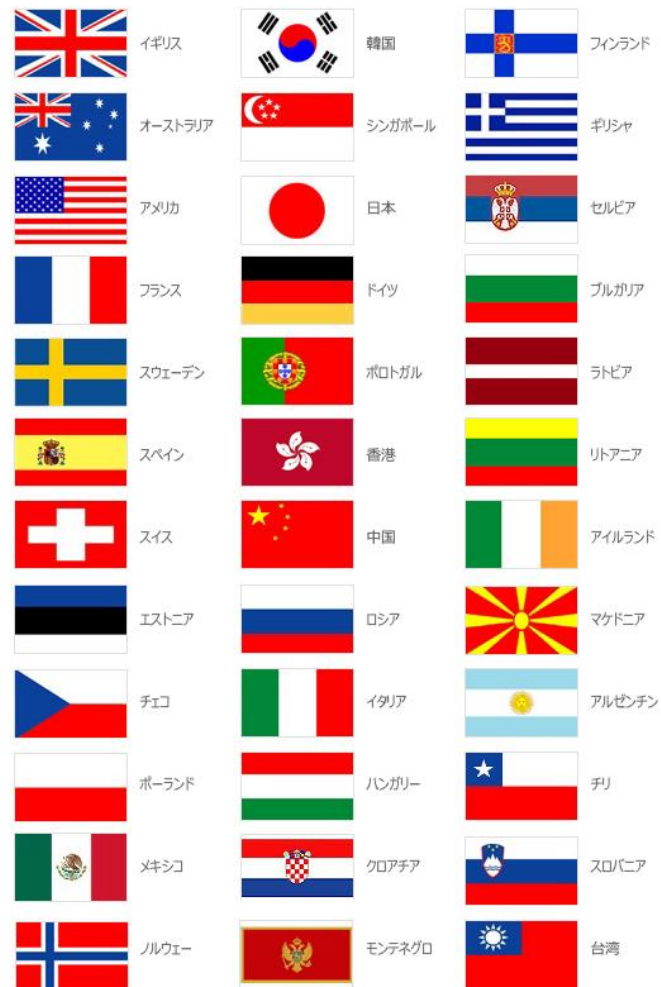 イギリス
韓国
フィンランド
オーストラリア
シンガポール
ギリシャ
アメリカ
日本
セルビア
フランス
ドイツ
ブルガリア
スウェーデン
ポロトガル
ラトビア
スペイン
香港
リトアニア
スイス
中国
アイルランド
エストニア
ロシア
マケドニア
チェコ
イタリア
アルゼンチン
ポーランド
ハンガリー
チリ
メキシコ
クロアチア
スロバニア
ノルウェー
モンテネグロ
台湾